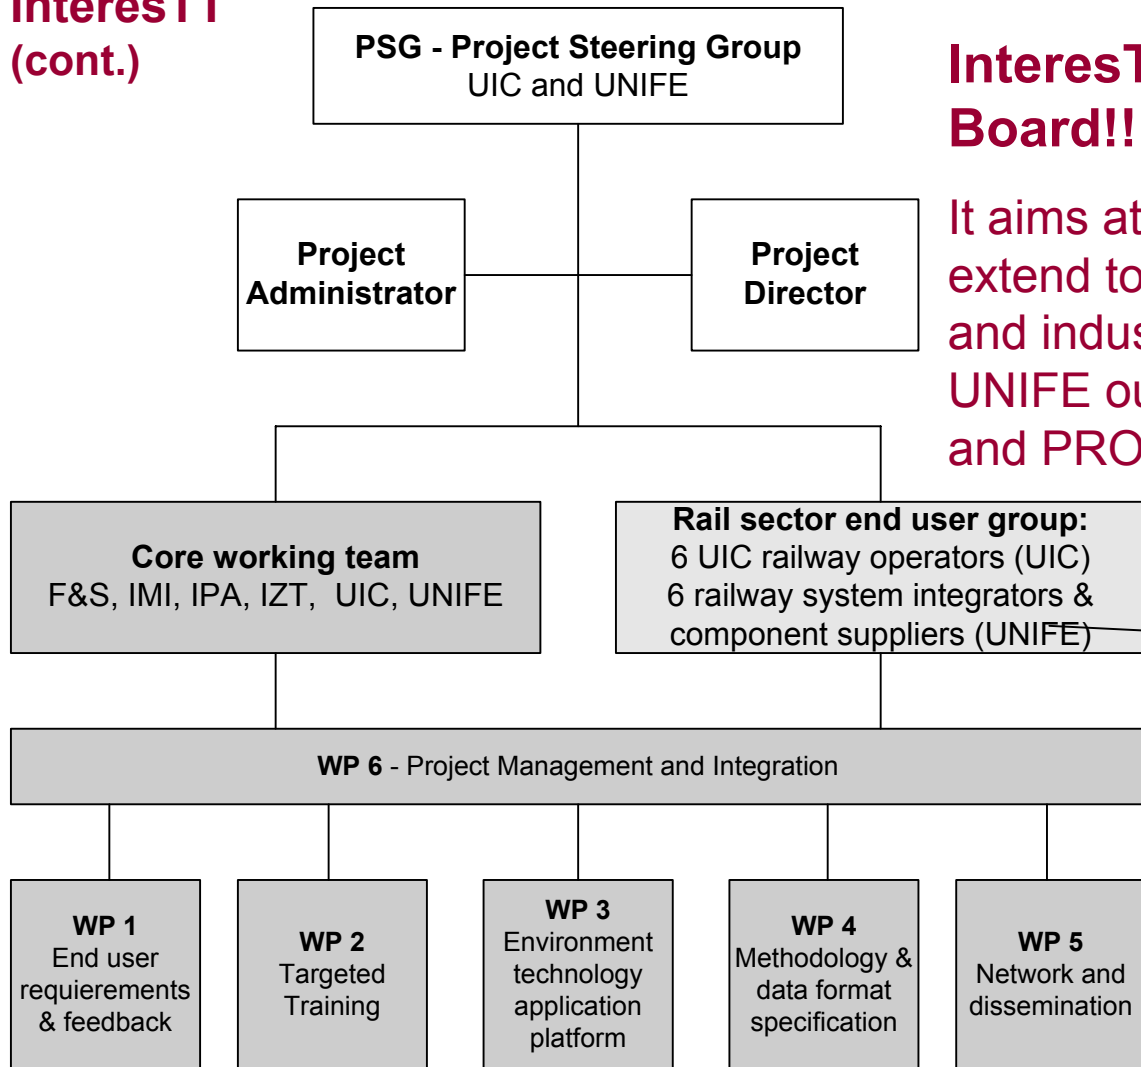 InteresTT
(cont.)
PSG - Project Steering Group
UIC and UNIFE
InteresT
Board!!
It aims at
extend to
and indus
UNIFE ou
and PRO
Project
Administrator
Project
Director
Core working team
F&S, IMI, IPA, IZT, UIC, UNIFE
Rail sector end user group:
6 UIC railway operators (UIC)
6 railway system integrators &
component suppliers (UNIFE)
WP 6 - Project Management and Integration
WP 1
End user
requierements
& feedback
WP 2
Targeted
Training
WP 3
Environment
technology
application
platform
WP 4
Methodology &
data format
specification
WP 5
Network and
dissemination